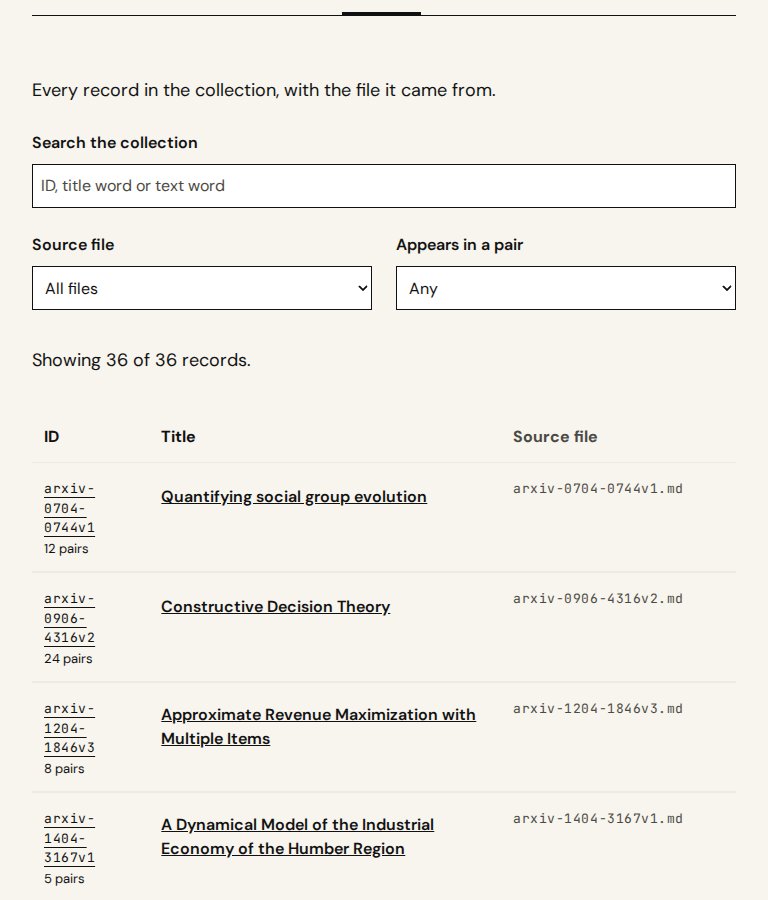 Every record in the collection, with the file it came from.
Search the collection
ID, title word or text word
Source file
Appears in a pair
All files
Any
Showing 36 of 36 records.
ID
Title
Source file
arxiv-
0704-
0744v1
12 pairs
Quantifying social group evolution
arxiv-0704-0744v1.md
arxiv-
0906-
4316v2
24 pairs
Constructive Decision Theory
arxiv-0906-4316v2.md
arxiv-
1204-
1846v3
8 pairs
Approximate Revenue Maximization with
Multiple Items
arxiv-1204-1846v3.md
arxiv-
1404-
3167v1
5 pairs
A Dynamical Model of the Industrial
Economy of the Humber Region
arxiv-1404-3167v1.md